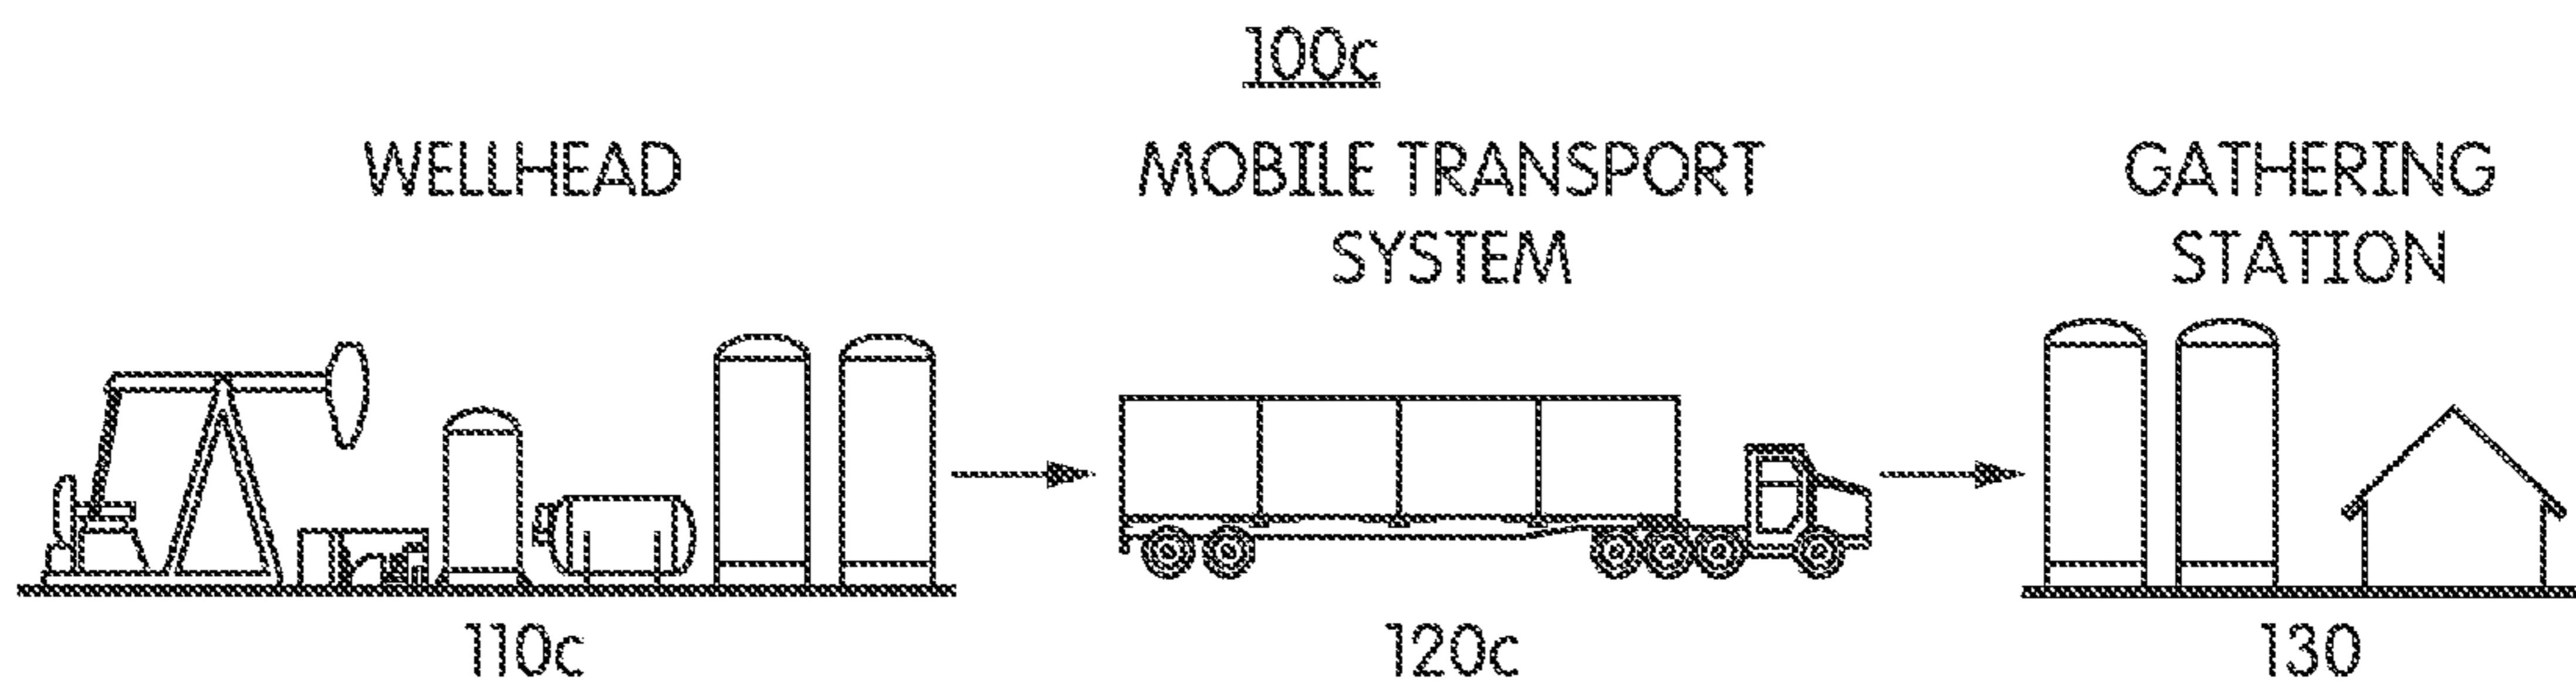 100c
WELLHEAD
MOBILE TRANSPORT
SYSTEM
GATHERING
STATION
110c
120c
130